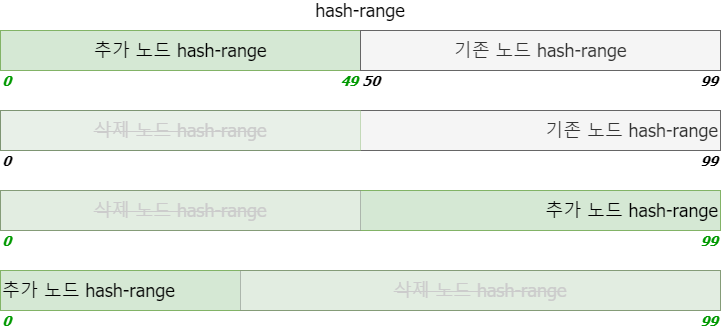 hash-range
추가 노드 hash-range 기존 노드 hash-range
0 49 50 99
삭제 노드 hash-range 기존 노드 hash-range
0 99
삭제 노드 hash-range 추가 노드 hash-range
0 99
추가 노드 hash-range 삭제 노드 hash-range
0 99